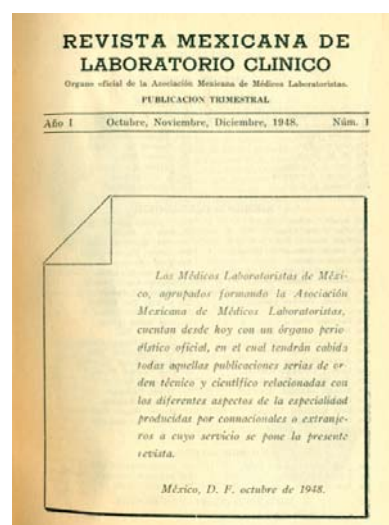 REVISTA MEXICANA DE
LABORATORIO CLINICO
Organo oficial de la Asociación Mexicana de Médicos Laboratoristas.
PUBLICACION TRIMESTRAL
Año I Octubre, Noviembre, Diciembre, 1948. Núm. 1
Los Médicos Laboratoristas de Méxi-
co, agrupados formando la Asociación
Mexicana de Médicos Laboratoristas,
cuentan desde hoy con un órgano perio-
dístico oficial, en el cual tendrán cabida
todas aquellas publicaciones serias de or-
den técnico y científico relacionadas con
los diferentes aspectos de la especialidad
producidas por connacionales o extranje-
ros a cuyo servicio se pone la presente
revista.
México, D. F. octubre de 1948.